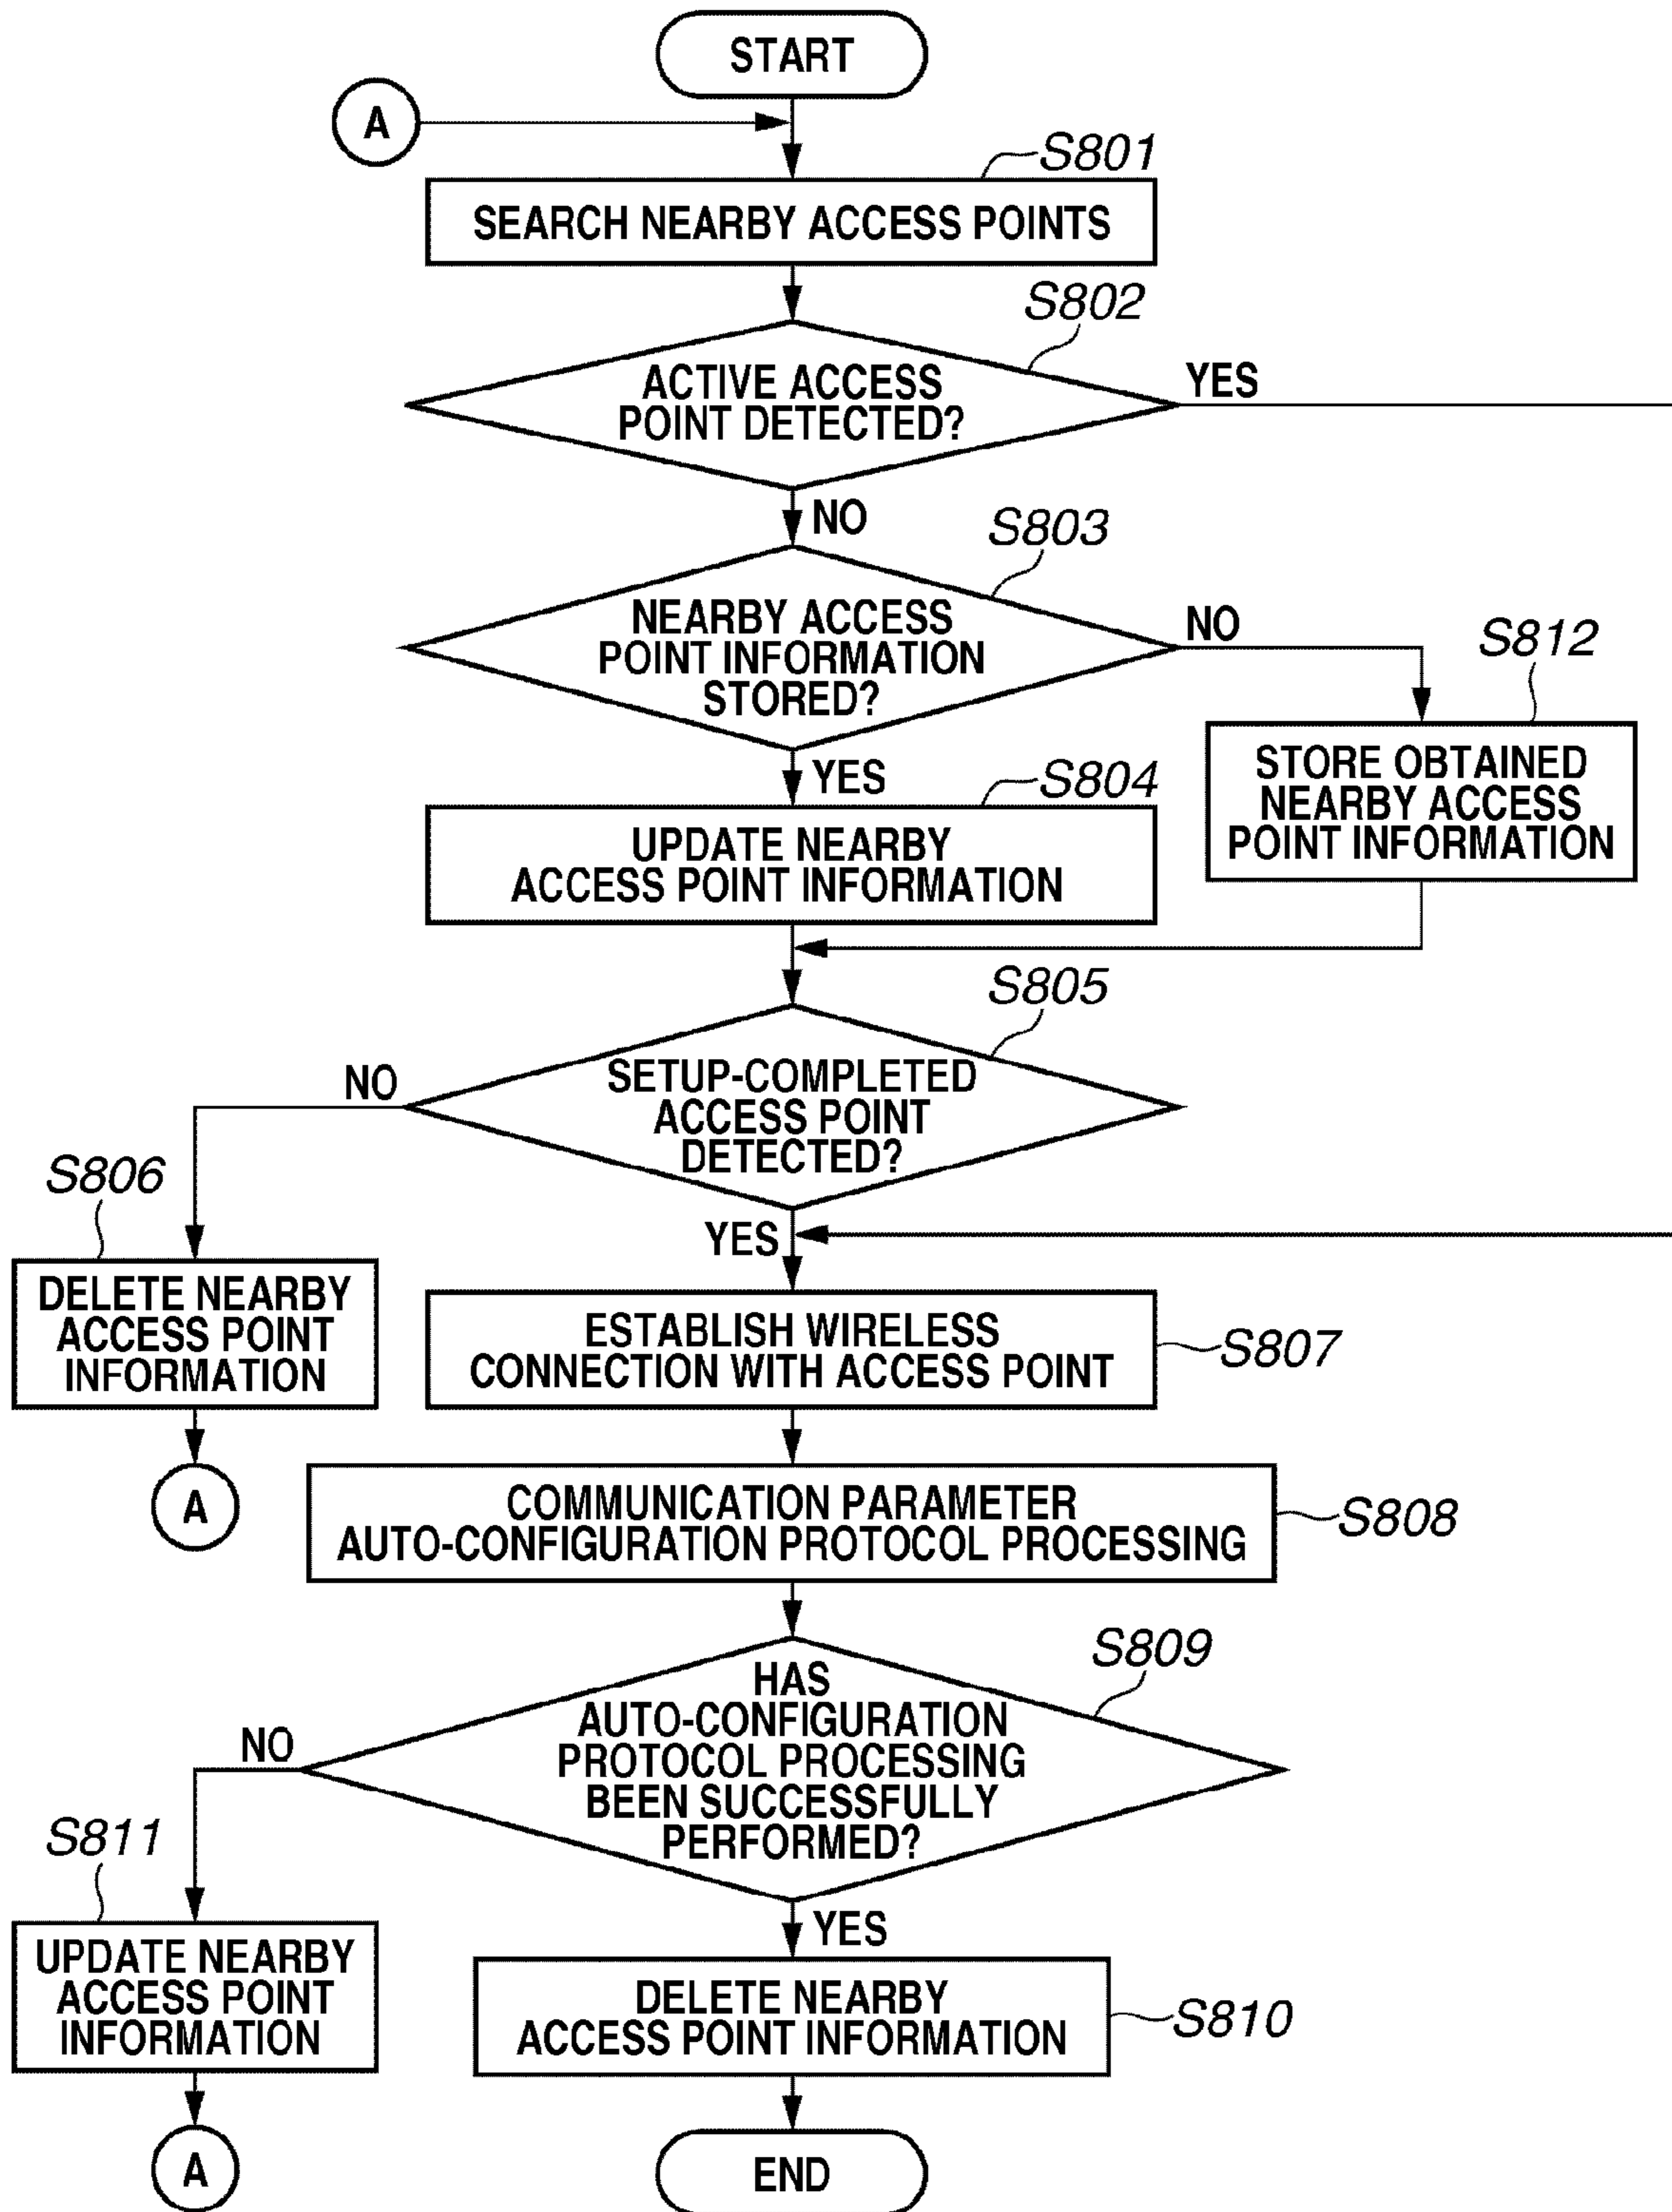 START
A
S801
SEARCH NEARBY ACCESS POINTS
S802
ACTIVE ACCESS
POINT DETECTED?
YES
NO
S803
NEARBY ACCESS
POINT INFORMATION
STORED?
NO
S812
STORE OBTAINED
NEARBY ACCESS
POINT INFORMATION
YES
S804
UPDATE NEARBY
ACCESS POINT INFORMATION
S805
SETUP-COMPLETED
ACCESS POINT
DETECTED?
NO
S806
DELETE NEARBY
ACCESS POINT
INFORMATION
A
YES
ESTABLISH WIRELESS
CONNECTION WITH ACCESS POINT
S807
COMMUNICATION PARAMETER
AUTO-CONFIGURATION PROTOCOL PROCESSING
S808
S809
HAS
AUTO-CONFIGURATION
PROTOCOL PROCESSING
BEEN SUCCESSFULLY
PERFORMED?
NO
S811
UPDATE NEARBY
ACCESS POINT
INFORMATION
A
YES
DELETE NEARBY
ACCESS POINT INFORMATION
S810
END